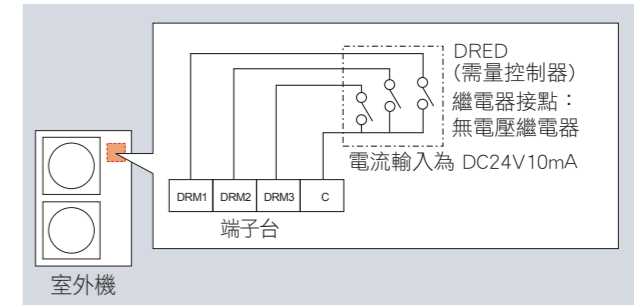 DRED
(需量控制器)
繼電器接點：
無電壓繼電器
電流輸入為 DC24V10mA
DRM1 DRM2 DRM3 C
端子台
室外機